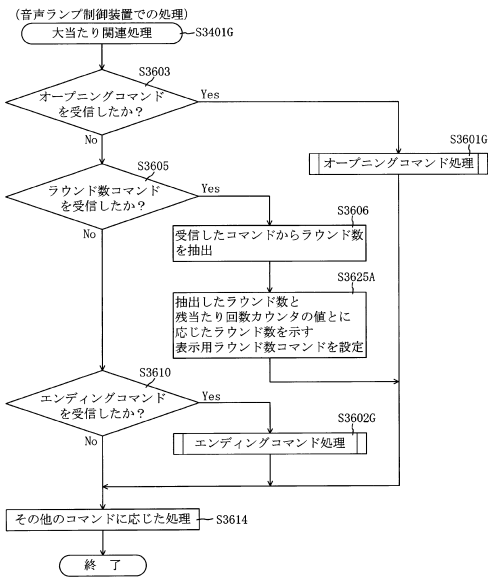 (音声ランプ制御装置での処理)
大当たり関連処理
S3401G
S3603
オープニングコマンド
を受信したか?
Yes
No
S3601G
オープニングコマンド処理
S3605
ラウンド数コマンド
を受信したか?
Yes
No
S3606
受信したコマンドからラウンド数
を抽出
S3625A
抽出したラウンド数と
残当たり回数カウンタの値とに
応じたラウンド数を示す
表示用ラウンド数コマンドを設定
S3610
エンディングコマンド
を受信したか?
Yes
No
S3602G
エンディングコマンド処理
その他のコマンドに応じた処理
S3614
終 了